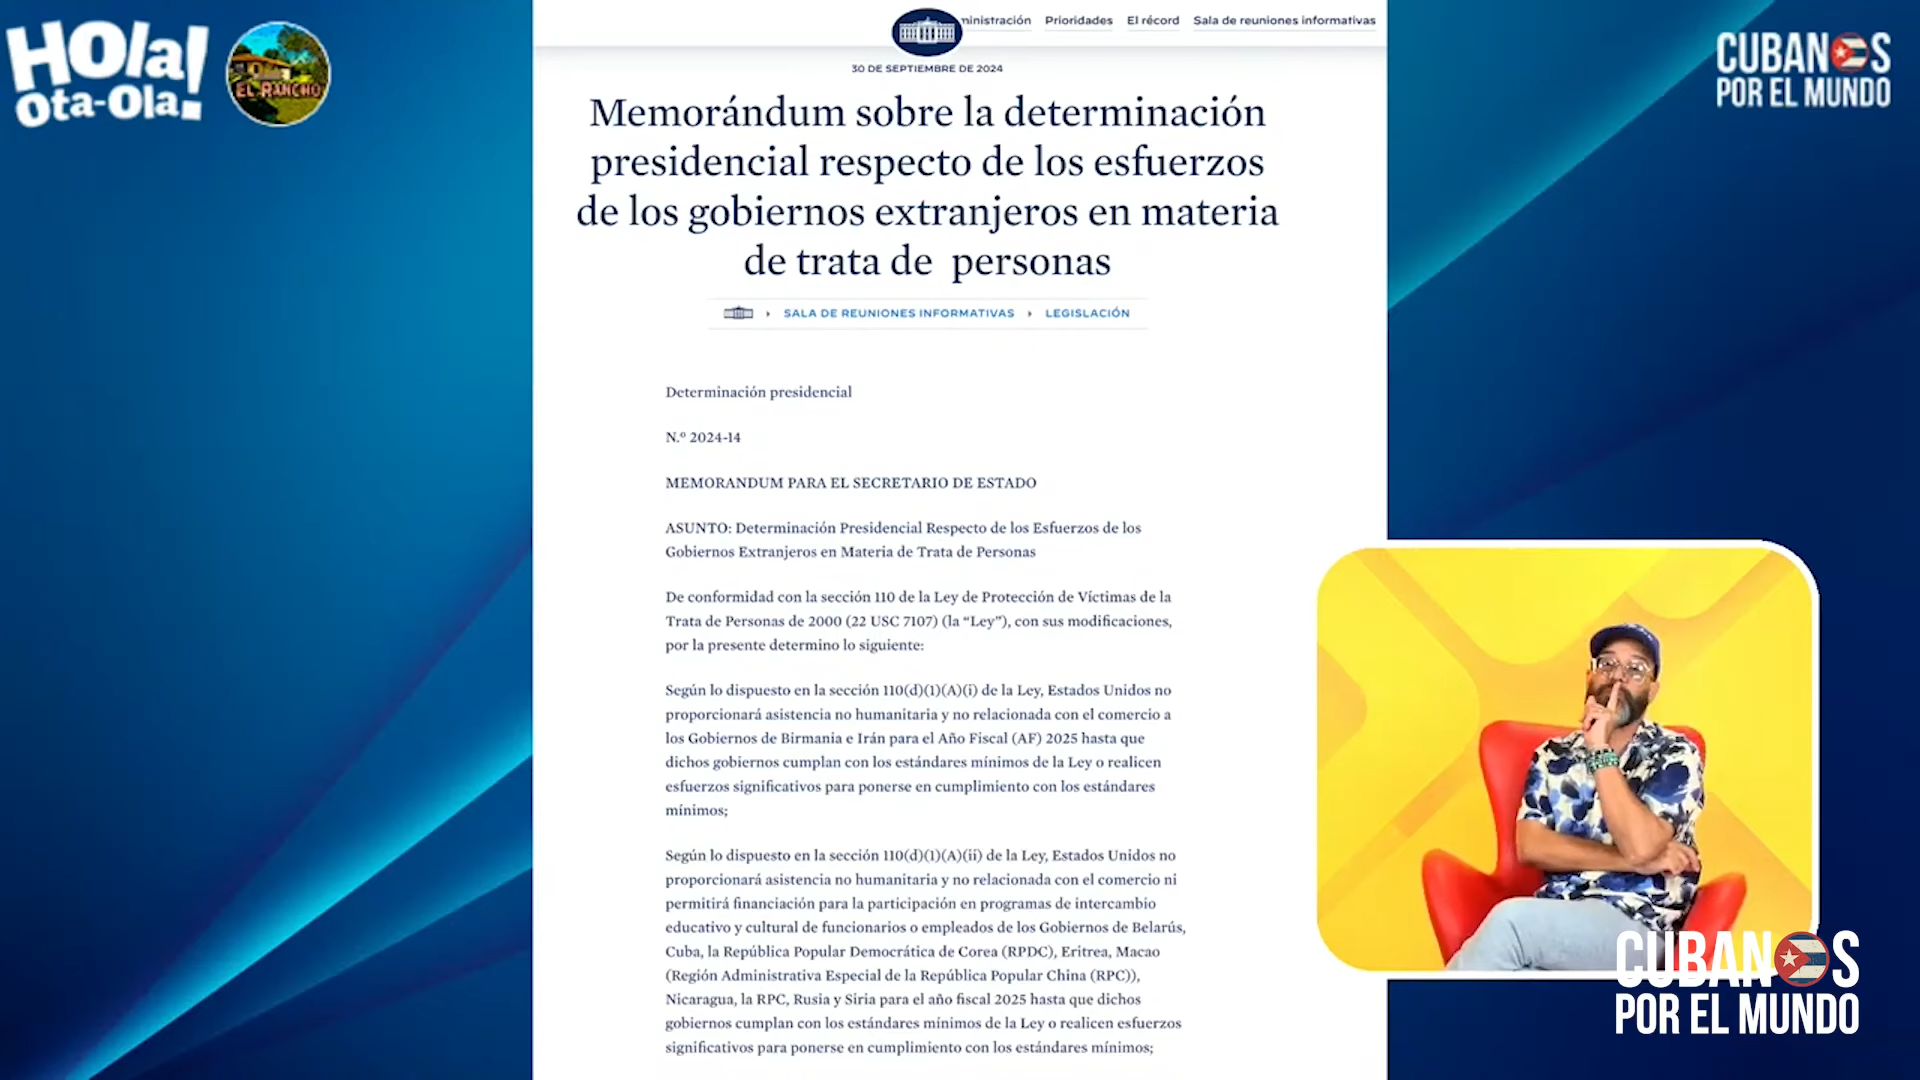 HOla!
Ota-Ola!
EL RANCHO
ministración Prioridades El récord Sala de reuniones informativas
CUBANOS
POR EL MUNDO
30 DE SEPTIEMBRE DE 2024
Memorándum sobre la determinación
presidencial respecto de los esfuerzos
de los gobiernos extranjeros en materia
de trata de personas
SALA DE REUNIONES INFORMATIVAS LEGISLACIÓN
Determinación presidencial
N.º 2024-14
MEMORANDUM PARA EL SECRETARIO DE ESTADO
ASUNTO: Determinación Presidencial Respecto de los Esfuerzos de los
Gobiernos Extranjeros en Materia de Trata de Personas
De conformidad con la sección 110 de la Ley de Protección de Víctimas de la
Trata de Personas de 2000 (22 USC 7107) (la “Ley”), con sus modificaciones,
por la presente determino lo siguiente:
Según lo dispuesto en la sección 110(d)(1)(A)(i) de la Ley, Estados Unidos no
proporcionará asistencia no humanitaria y no relacionada con el comercio a
los Gobiernos de Birmania e Irán para el Año Fiscal (AF) 2025 hasta que
dichos gobiernos cumplan con los estándares mínimos de la Ley o realicen
esfuerzos significativos para ponerse en cumplimiento con los estándares
mínimos;
Según lo dispuesto en la sección 110(d)(1)(A)(ii) de la Ley, Estados Unidos no
proporcionará asistencia no humanitaria y no relacionada con el comercio ni
permitirá financiación para la participación en programas de intercambio
educativo y cultural de funcionarios o empleados de los Gobiernos de Belarús,
Cuba, la República Popular Democrática de Corea (RPDC), Eritrea, Macao
(Región Administrativa Especial de la República Popular China (RPC)),
Nicaragua, la RPC, Rusia y Siria para el año fiscal 2025 hasta que dichos
gobiernos cumplan con los estándares mínimos de la Ley o realicen esfuerzos
significativos para ponerse en cumplimiento con los estándares mínimos;
CUBANOS
POR EL MUNDO